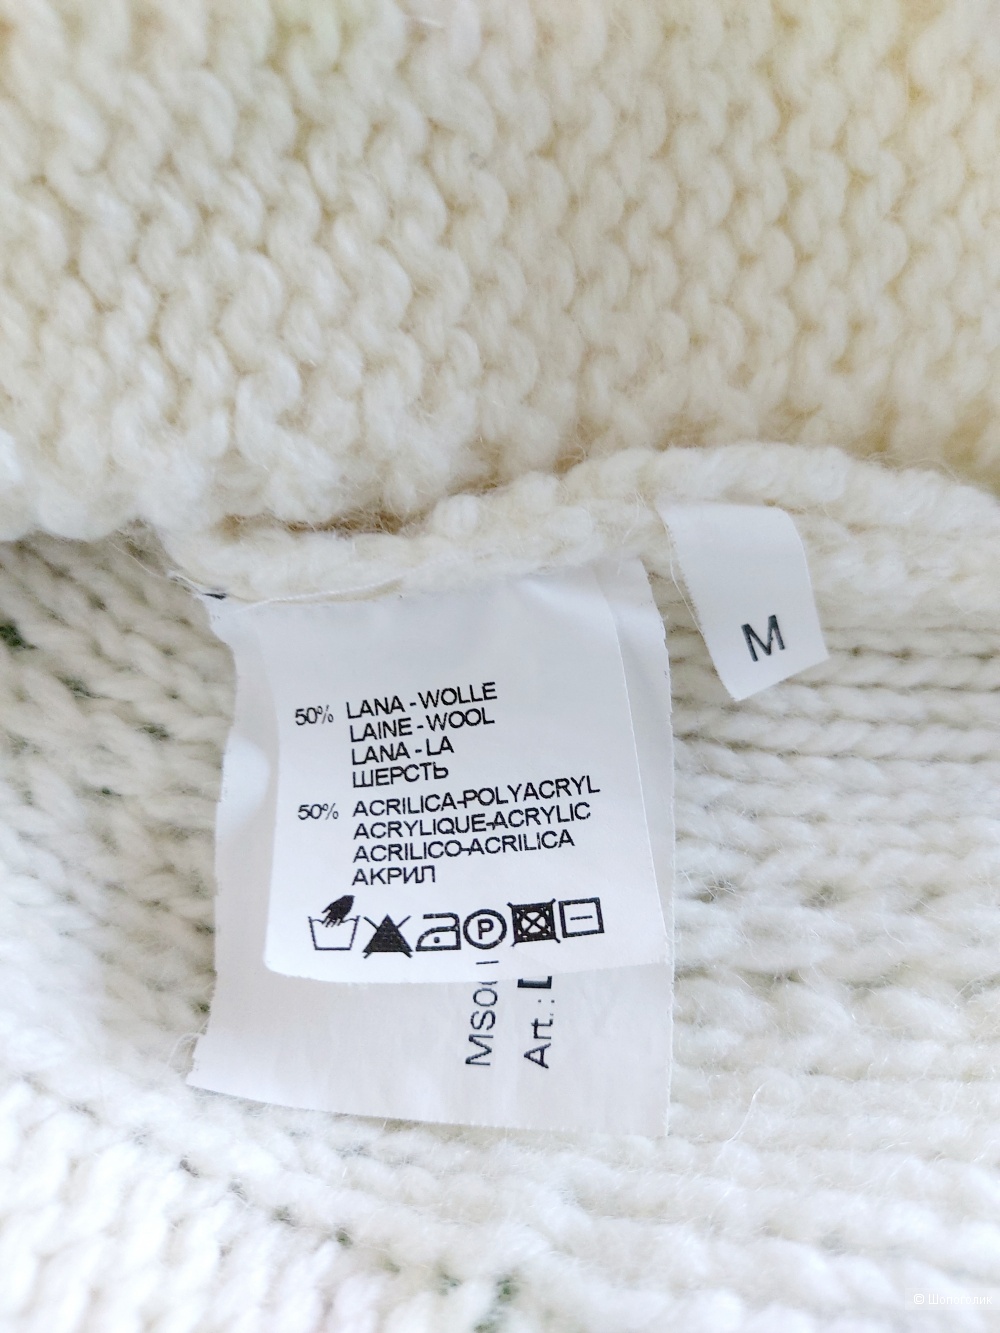 M
50% LANA-WOLLE
LAINE-WOOL
LANA-LA
ШЕРСТЬ
50% ACRILICA-POLYACRYL
ACRYLIQUE-ACRYLIC
ACRILICO-ACRILICA
АКРИЛ
P
Art.:
© Шопоголик